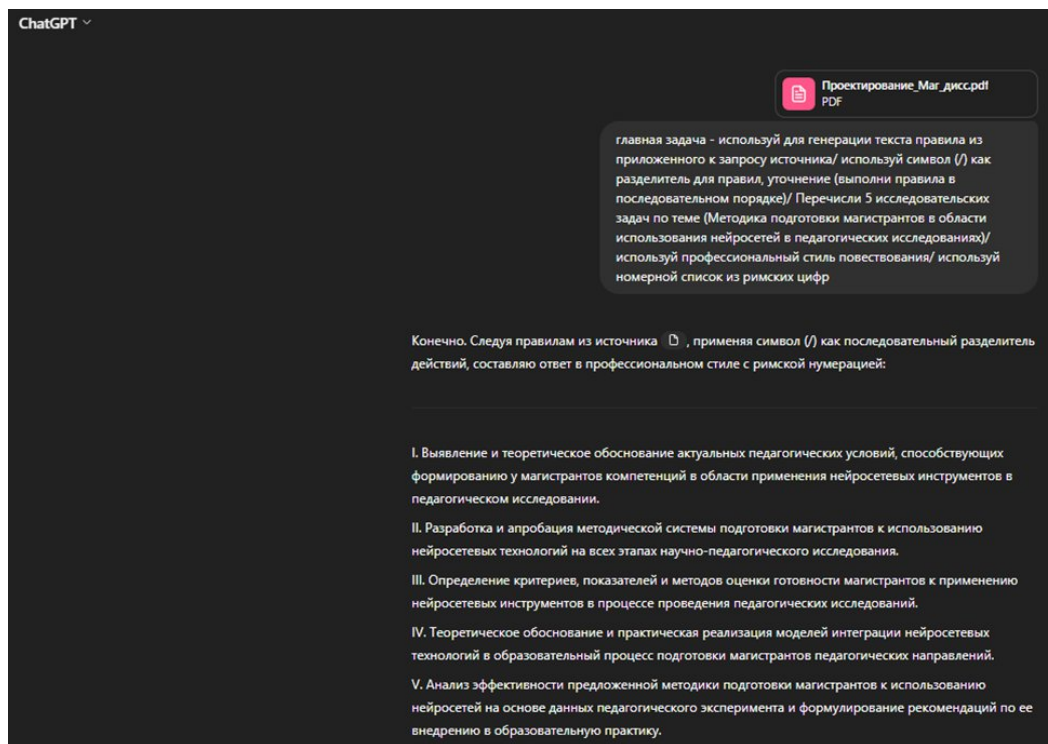 ChatGPT
Проектирование_Маг_дисс.pdf
PDF
главная задача - используй для генерации текста правила из
приложенного к запросу источника/ используй символ (/) как
разделитель для правил, уточнение (выполни правила в
последовательном порядке)/ Перечисли 5 исследовательских
задач по теме (Методика подготовки магистрантов в области
использования нейросетей в педагогических исследованиях)/
используй профессиональный стиль повествования/ используй
номерной список из римских цифр
Конечно. Следуя правилам из источника , применяя символ (/) как последовательный разделитель
действий, составляю ответ в профессиональном стиле с римской нумерацией:
I. Выявление и теоретическое обоснование актуальных педагогических условий, способствующих
формированию у магистрантов компетенций в области применения нейросетевых инструментов в
педагогическом исследовании.
II. Разработка и апробация методической системы подготовки магистрантов к использованию
нейросетевых технологий на всех этапах научно-педагогического исследования.
III. Определение критериев, показателей и методов оценки готовности магистрантов к применению
нейросетевых инструментов в процессе проведения педагогических исследований.
IV. Теоретическое обоснование и практическая реализация моделей интеграции нейросетевых
технологий в образовательный процесс подготовки магистрантов педагогических направлений.
V. Анализ эффективности предложенной методики подготовки магистрантов к использованию
нейросетей на основе данных педагогического эксперимента и формулирование рекомендаций по ее
внедрению в образовательную практику.